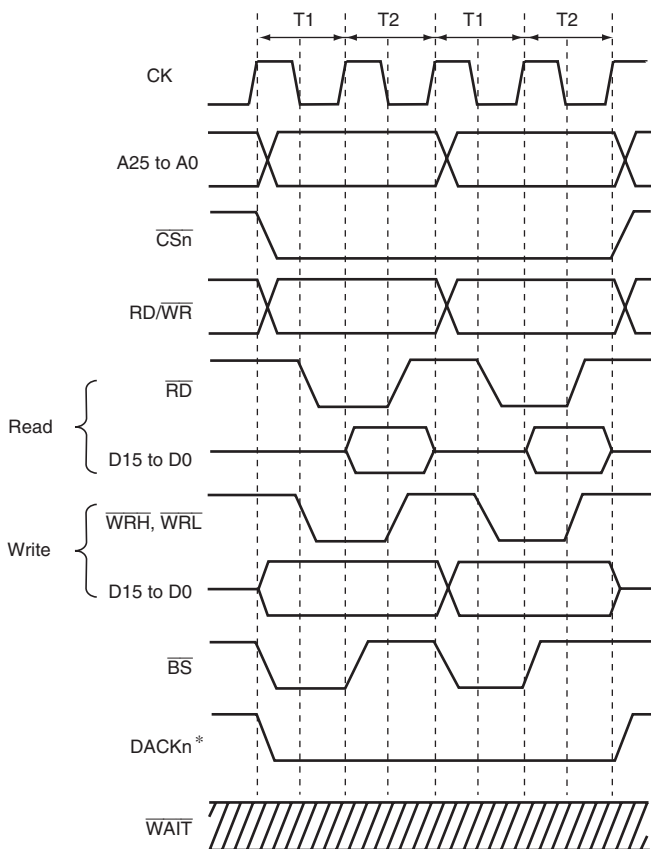 T1 T2 T1 T2
CK
A25 to A0
CSn
RD/WR
RD
Read
D15 to D0
WRH, WRL
Write
D15 to D0
BS
DACKn*
WAIT